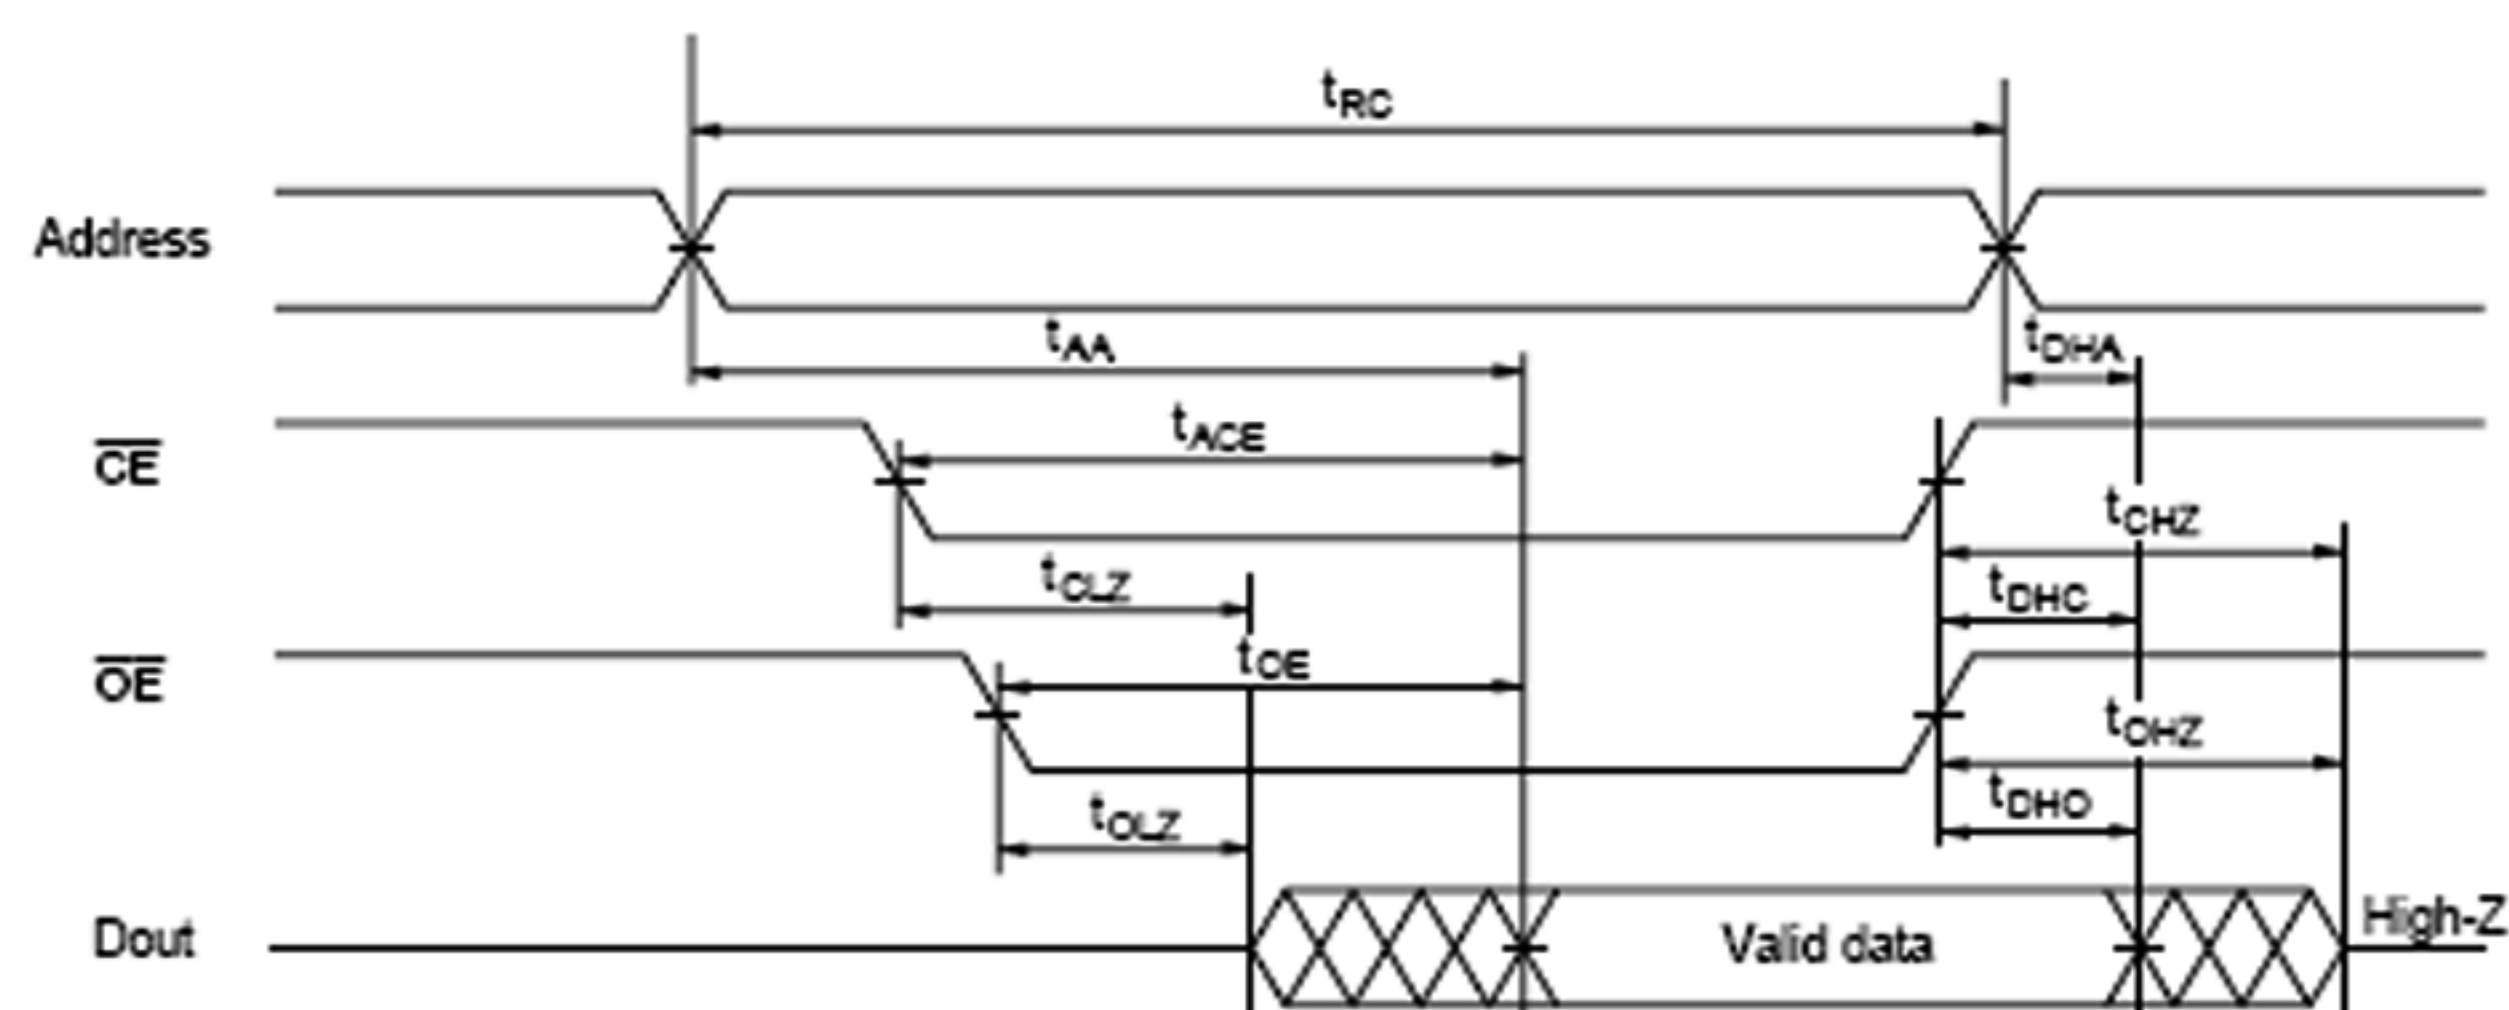 tRC
Address
tAA
tDHA
CE
tACE
tCHZ
tCLZ
tDHC
OE
tOE
tOHZ
tOLZ
tDHO
Dout
Valid data
High-Z